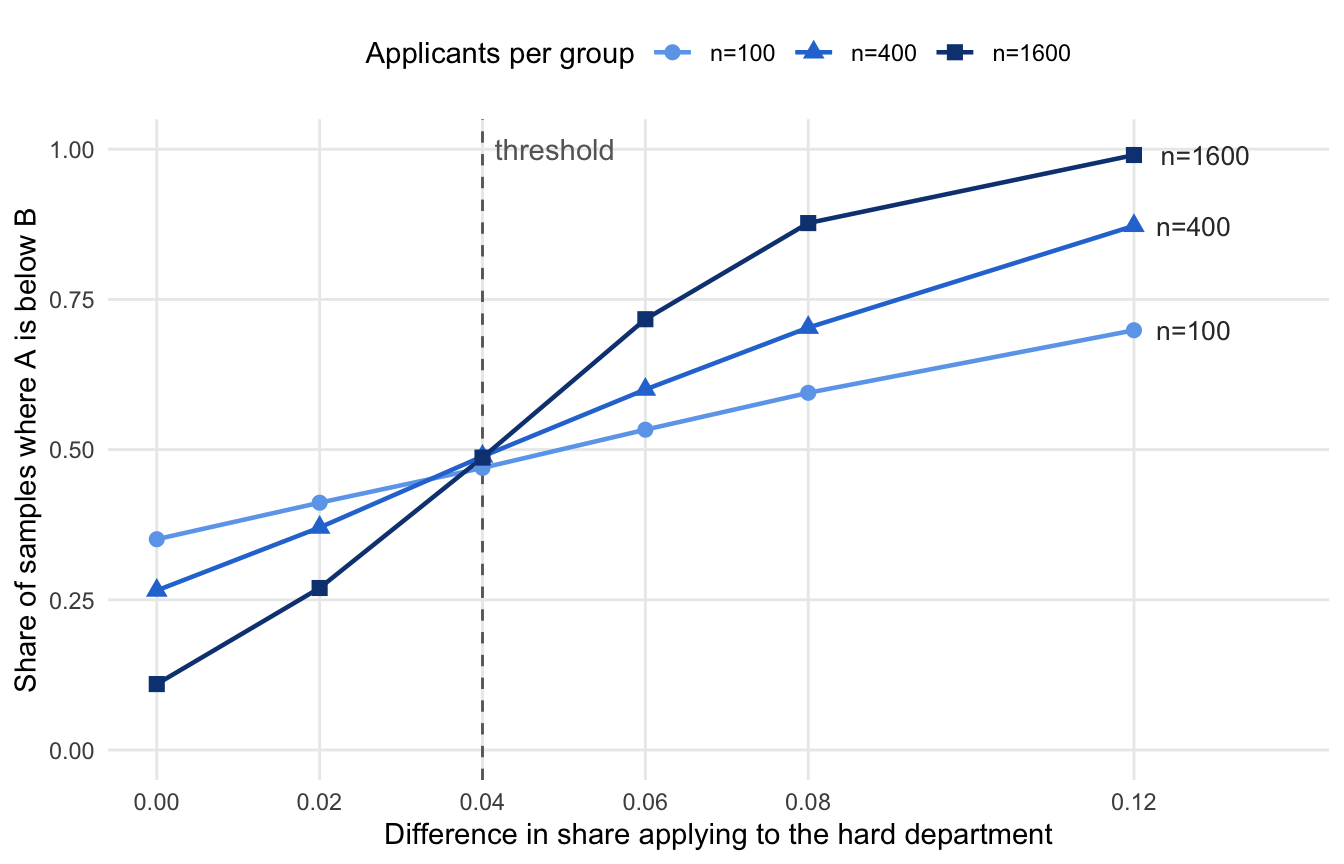 Applicants per group n=100 n=400 n=1600
threshold
1.00
0.75
0.50
0.25
0.00
Share of samples where A is below B
n=1600
n=400
n=100
0.00 0.02 0.04 0.06 0.08 0.12
Difference in share applying to the hard department